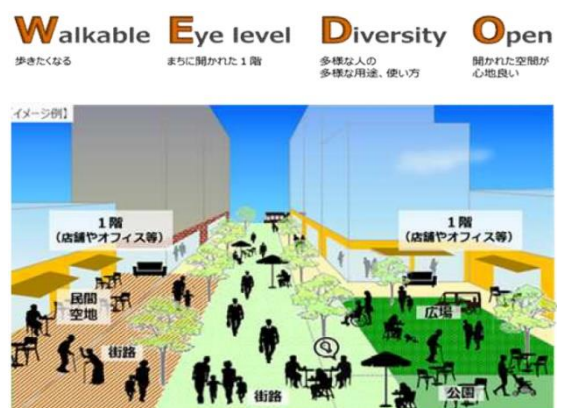 Walkable Eye level Diversity Open
歩きたくなる
まちに開かれた1階
多様な人の
多様な用途、使い方
開かれた空間が
心地良い
【イメージ例】
1階
(店舗やオフィス等)
1階
(店舗やオフィス等)
民間
空地
広場
街路
街路
公園